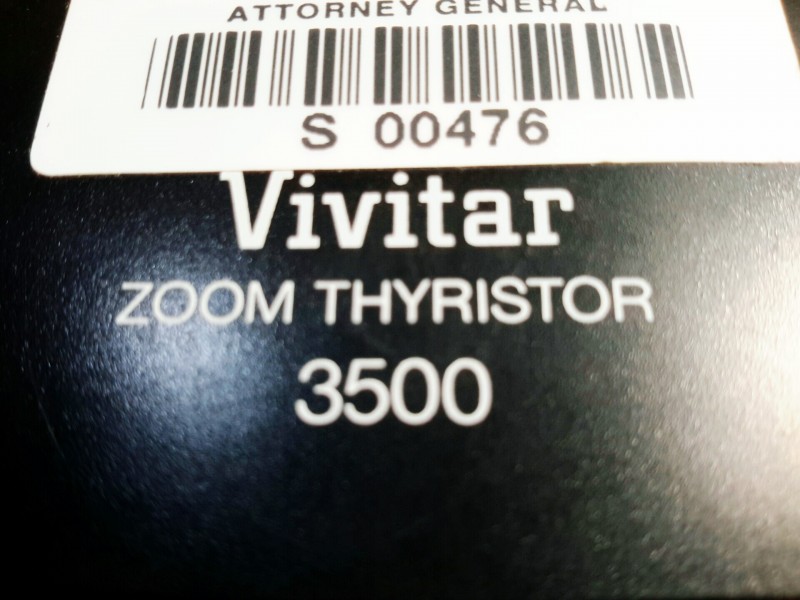 ATTORNEY GENERAL
S 00476
Vivitar
ZOOM THYRISTOR
3500